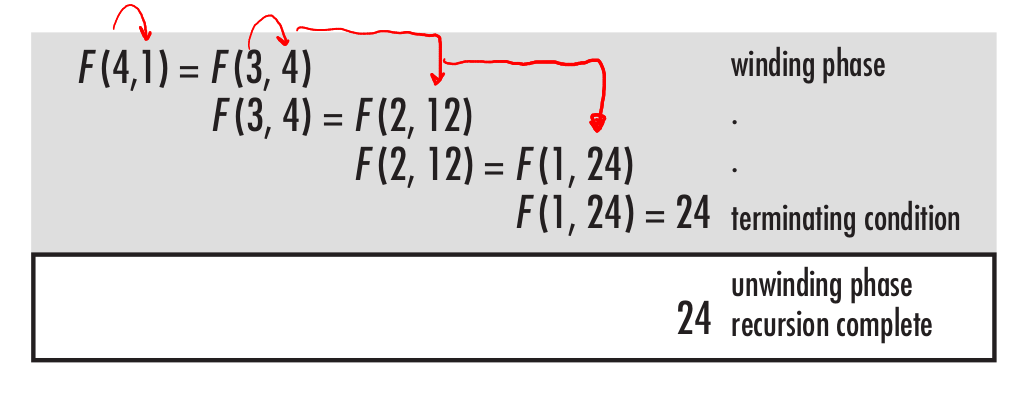 F(4,1) = F(3, 4) winding phase
F(3, 4) = F(2, 12) .
F(2, 12) = F(1, 24) .
F(1, 24) = 24 terminating condition
unwinding phase
24 recursion complete